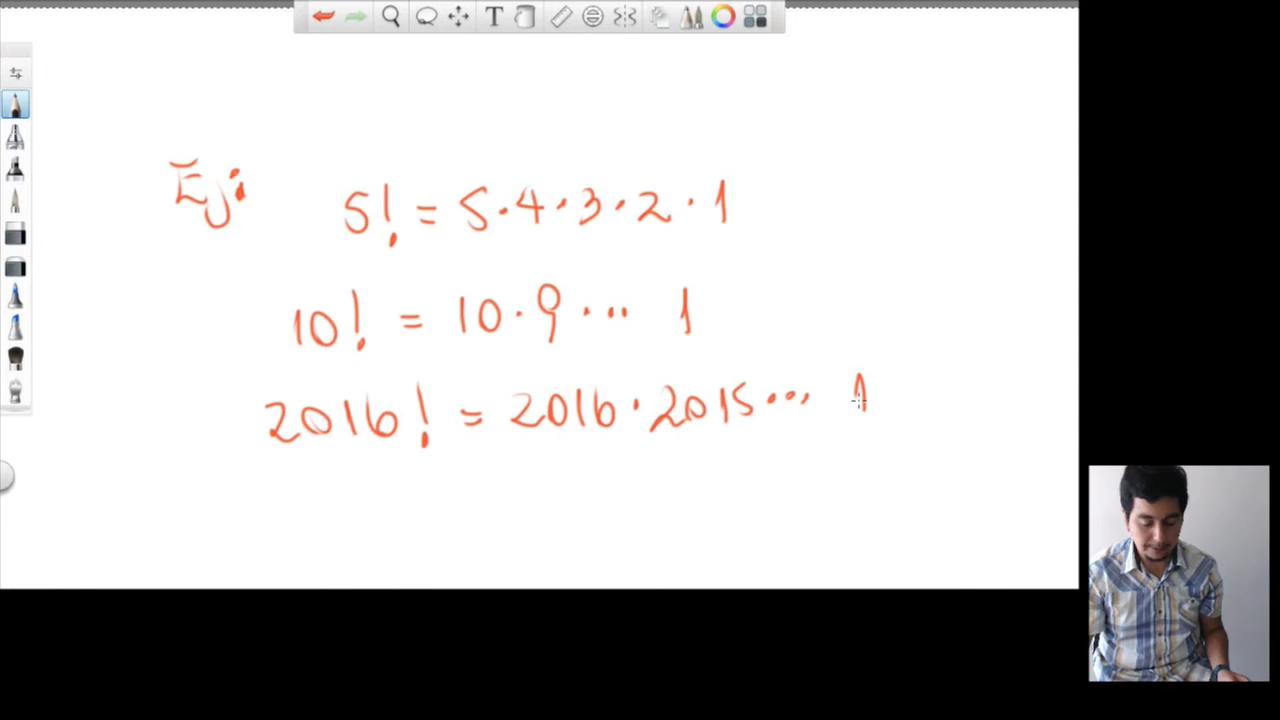 Ej: 5! = 5·4·3·2·1
10! = 10·9··· 1
2016! = 2016·2015··· 1